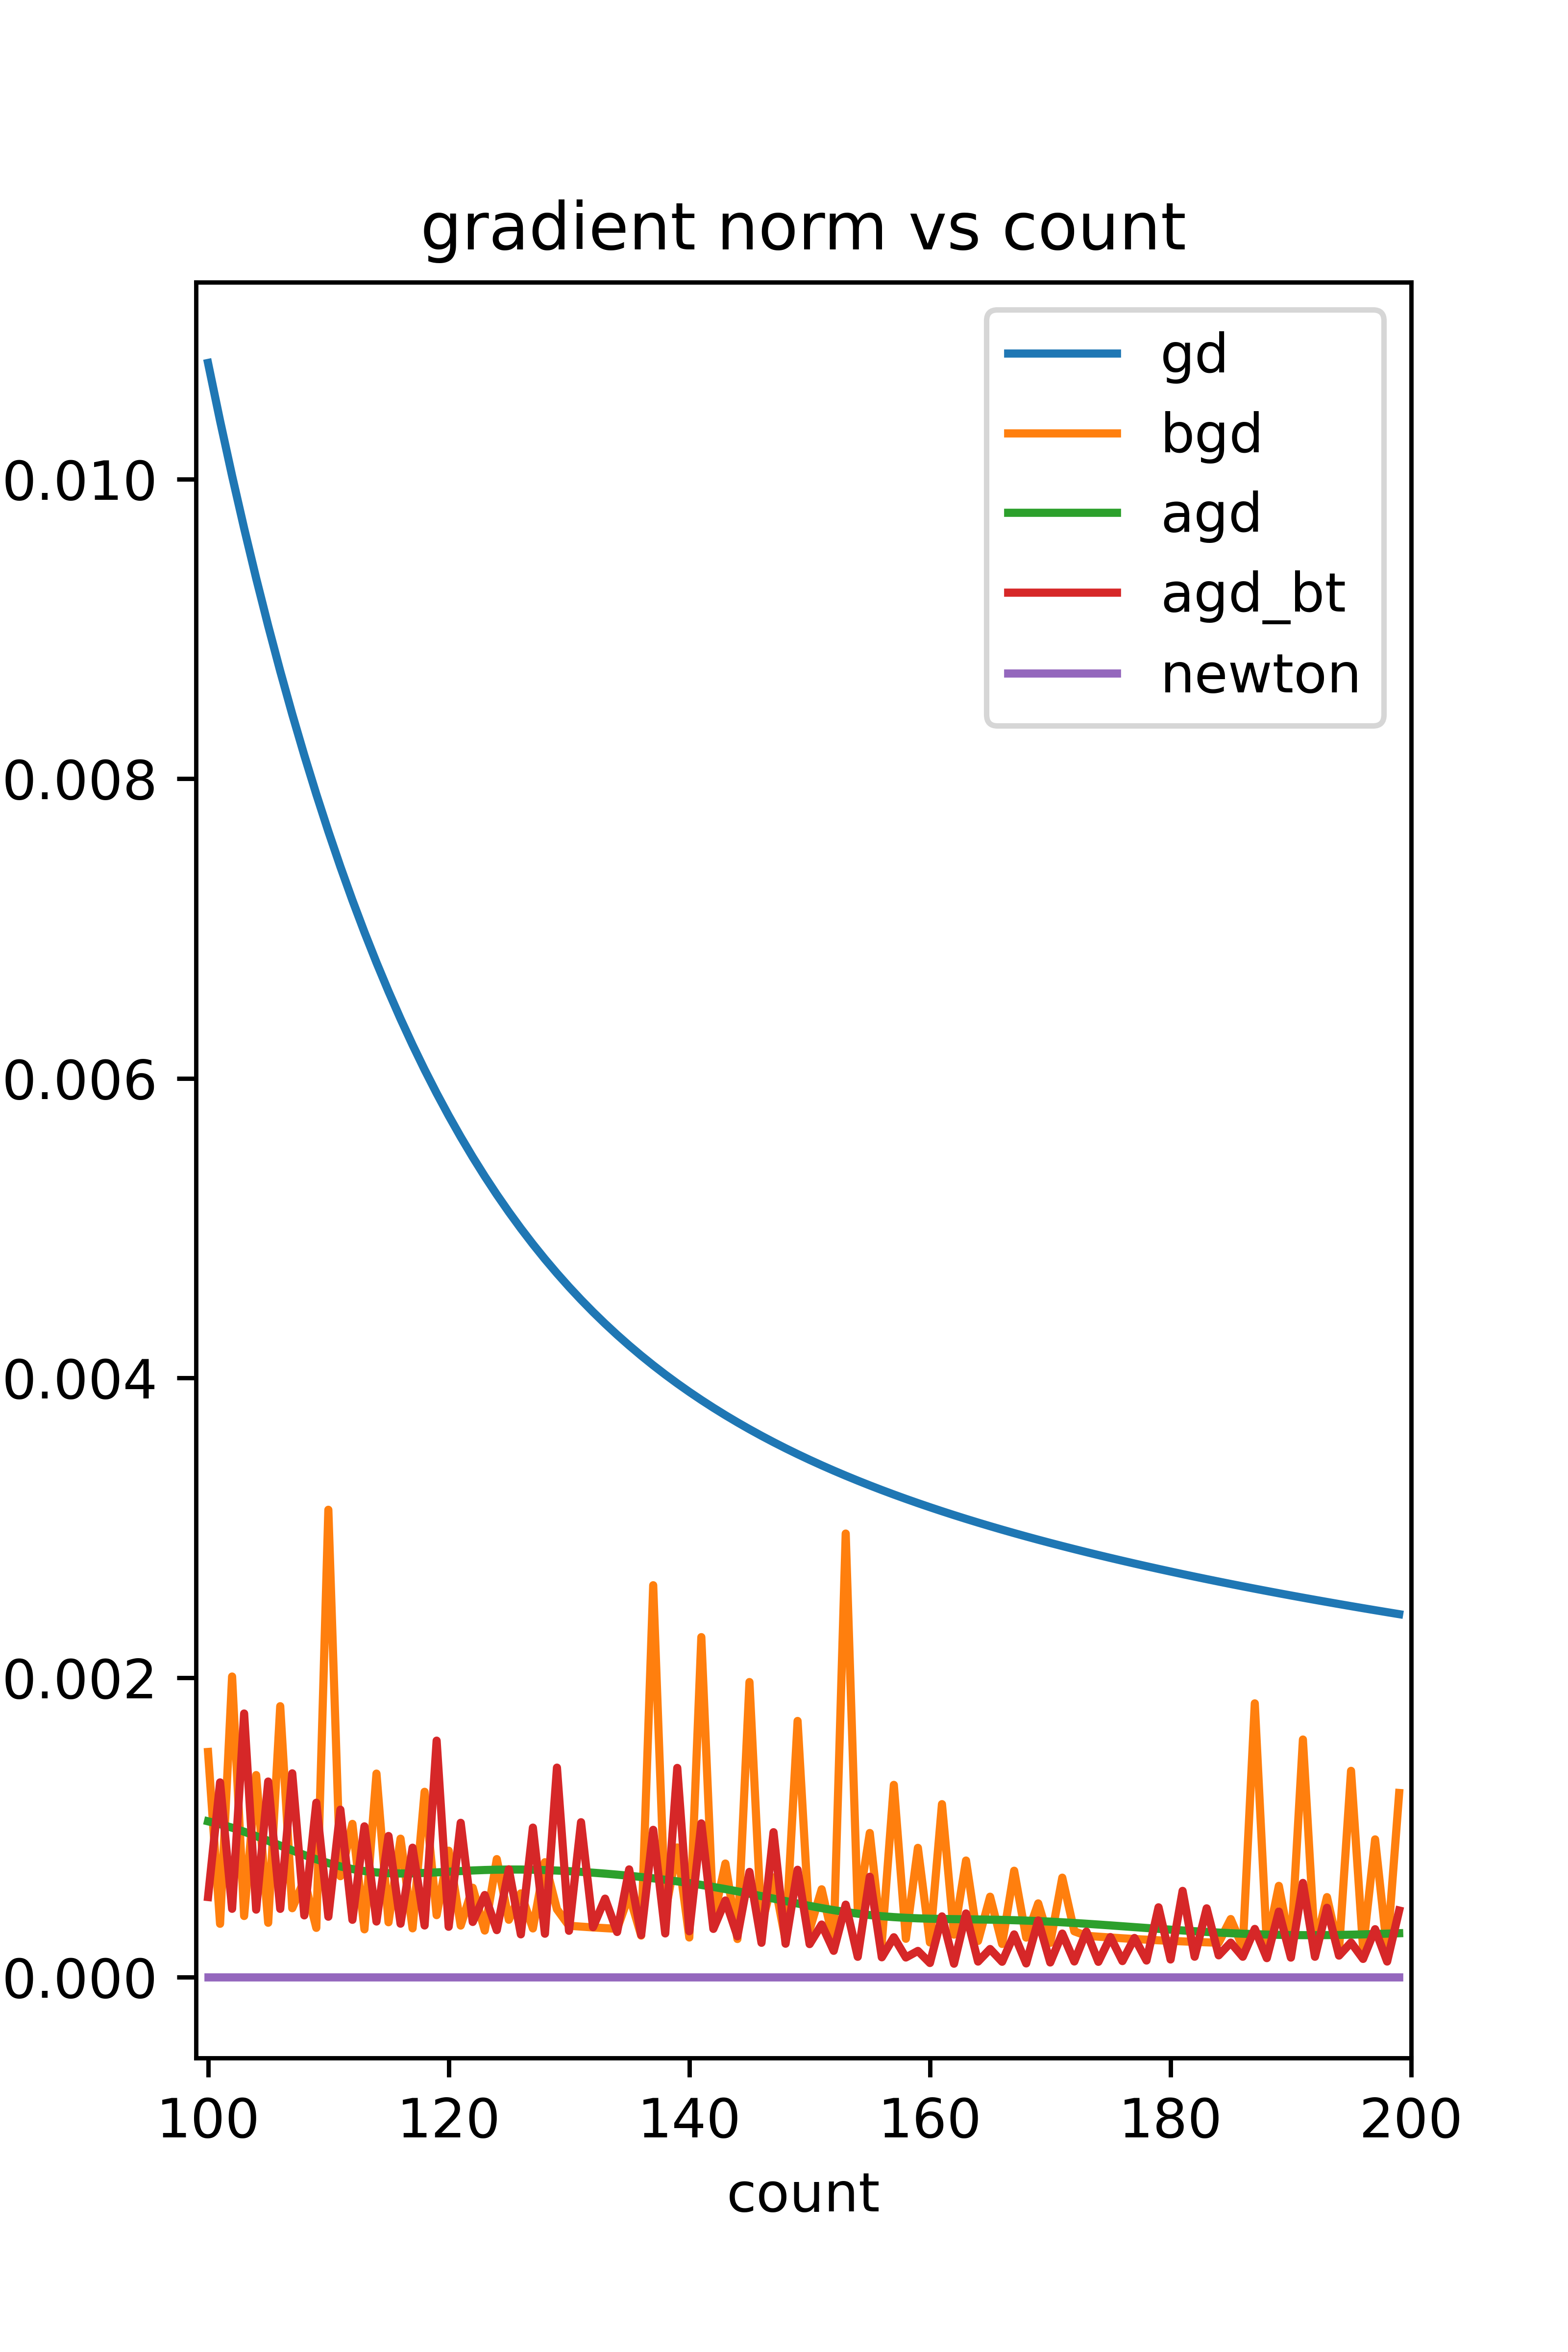 gradient norm vs count
gd
bgd
agd
agd_bt
newton
0.010
0.008
0.006
0.004
0.002
0.000
100 120 140 160 180 200
count